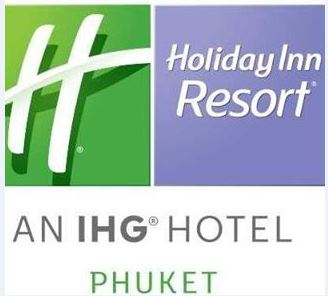 H®
Holiday Inn
Resort®
AN IHG® HOTEL
PHUKET